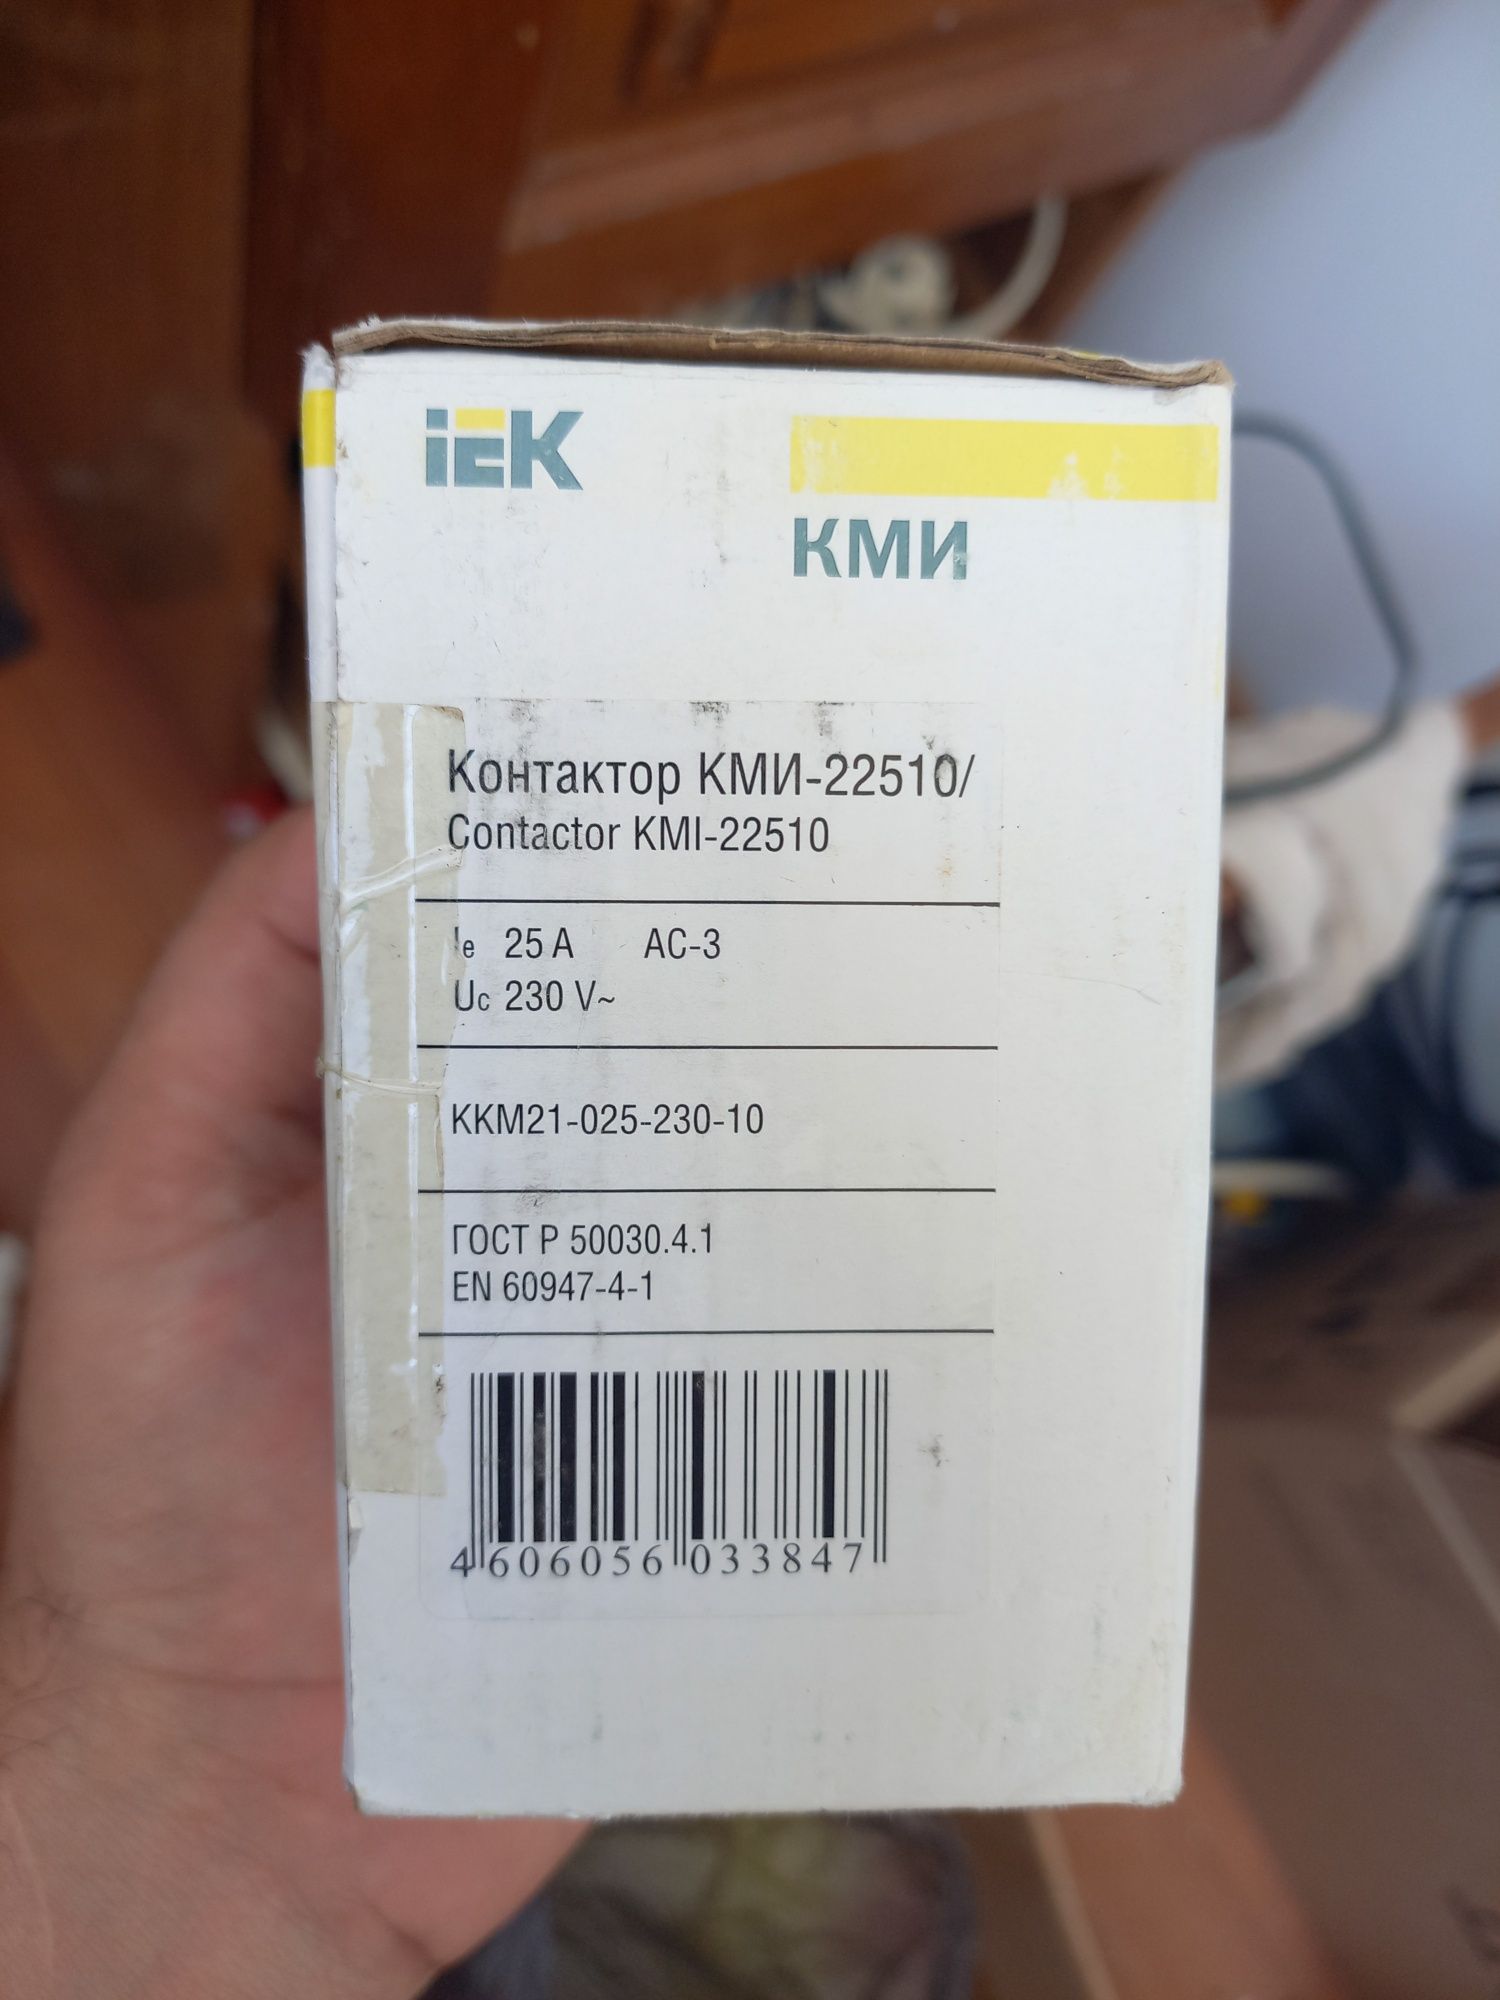 iEK
КМИ
Контактор КМИ-22510/
Contactor KMI-22510
Ie 25 A AC-3
Uc 230 V~
KKM21-025-230-10
ГОСТ Р 50030.4.1
EN 60947-4-1
4 606056 033847